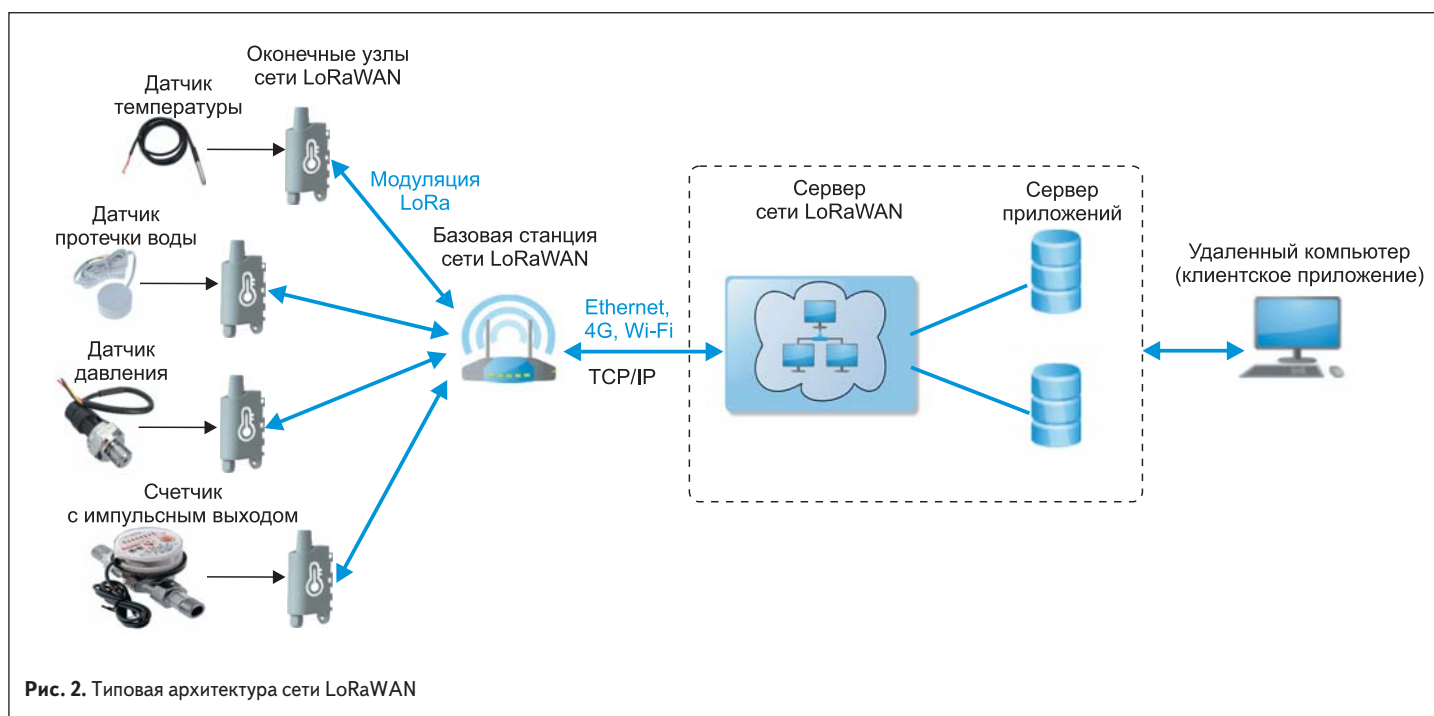 Оконечные узлы
сети LoRaWAN
Датчик
температуры
Модуляция
LoRa
Датчик
протечки воды
Базовая станция
сети LoRaWAN
Ethernet,
4G, Wi-Fi
TCP/IP
Сервер
сети LoRaWAN
Сервер
приложений
Удаленный компьютер
(клиентское приложение)
Датчик
давления
Счетчик
с импульсным выходом
Рис. 2. Типовая архитектура сети LoRaWAN